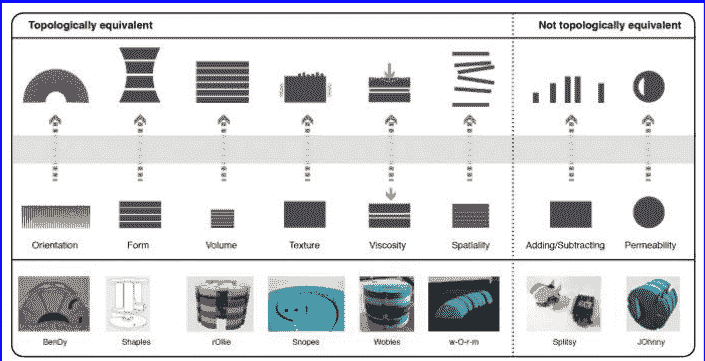 Topologically equivalent Not topologically equivalent
Orientation Form Volume Texture Viscosity Spatiality Adding/Subtracting Permeability
BenDy Shaples rOllie Snopes Wobies w-O-r-m Splitsy JOhnny